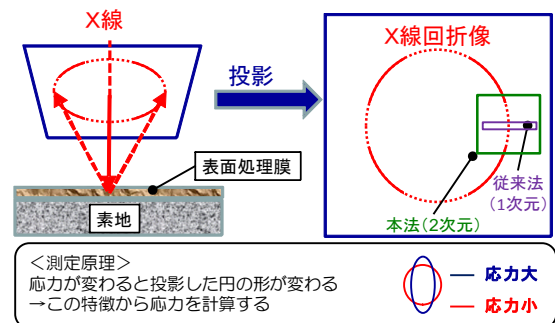 X線
投影
X線回折像
表面処理膜
素地
従来法
(1次元)
本法(2次元)
＜測定原理＞
応力が変わると投影した円の形が変わる
→この特徴から応力を計算する
応力大
応力小